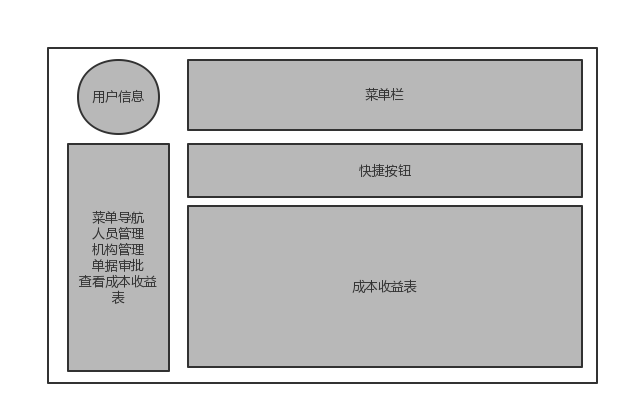 用户信息
菜单栏
快捷按钮
菜单导航
人员管理
机构管理
单据审批
查看成本收益
表
成本收益表